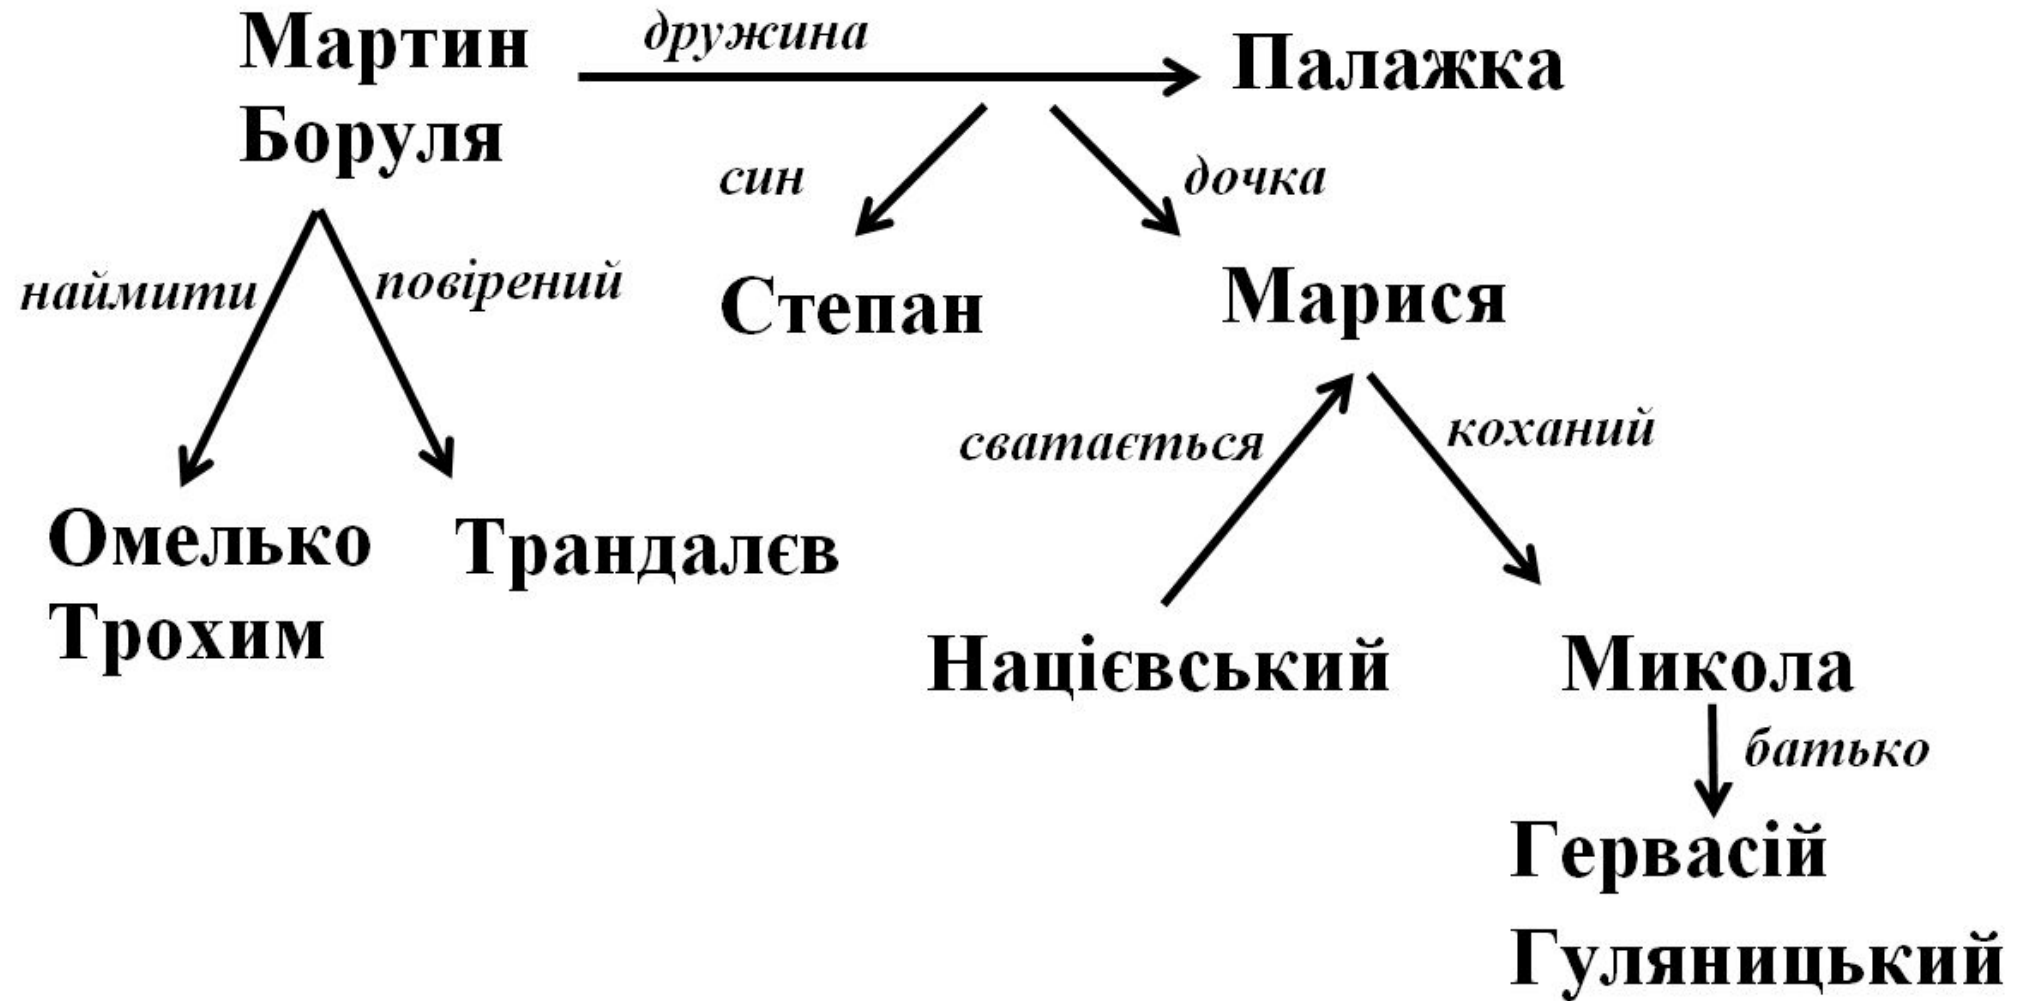 Мартин
Боруля
дружина
Палажка
син
дочка
наймити
повірений
Степан
Марися
сватається
коханий
Омелько
Трохим
Трандалєв
Націєвський
Микола
батько
Гервасій
Гуляницький